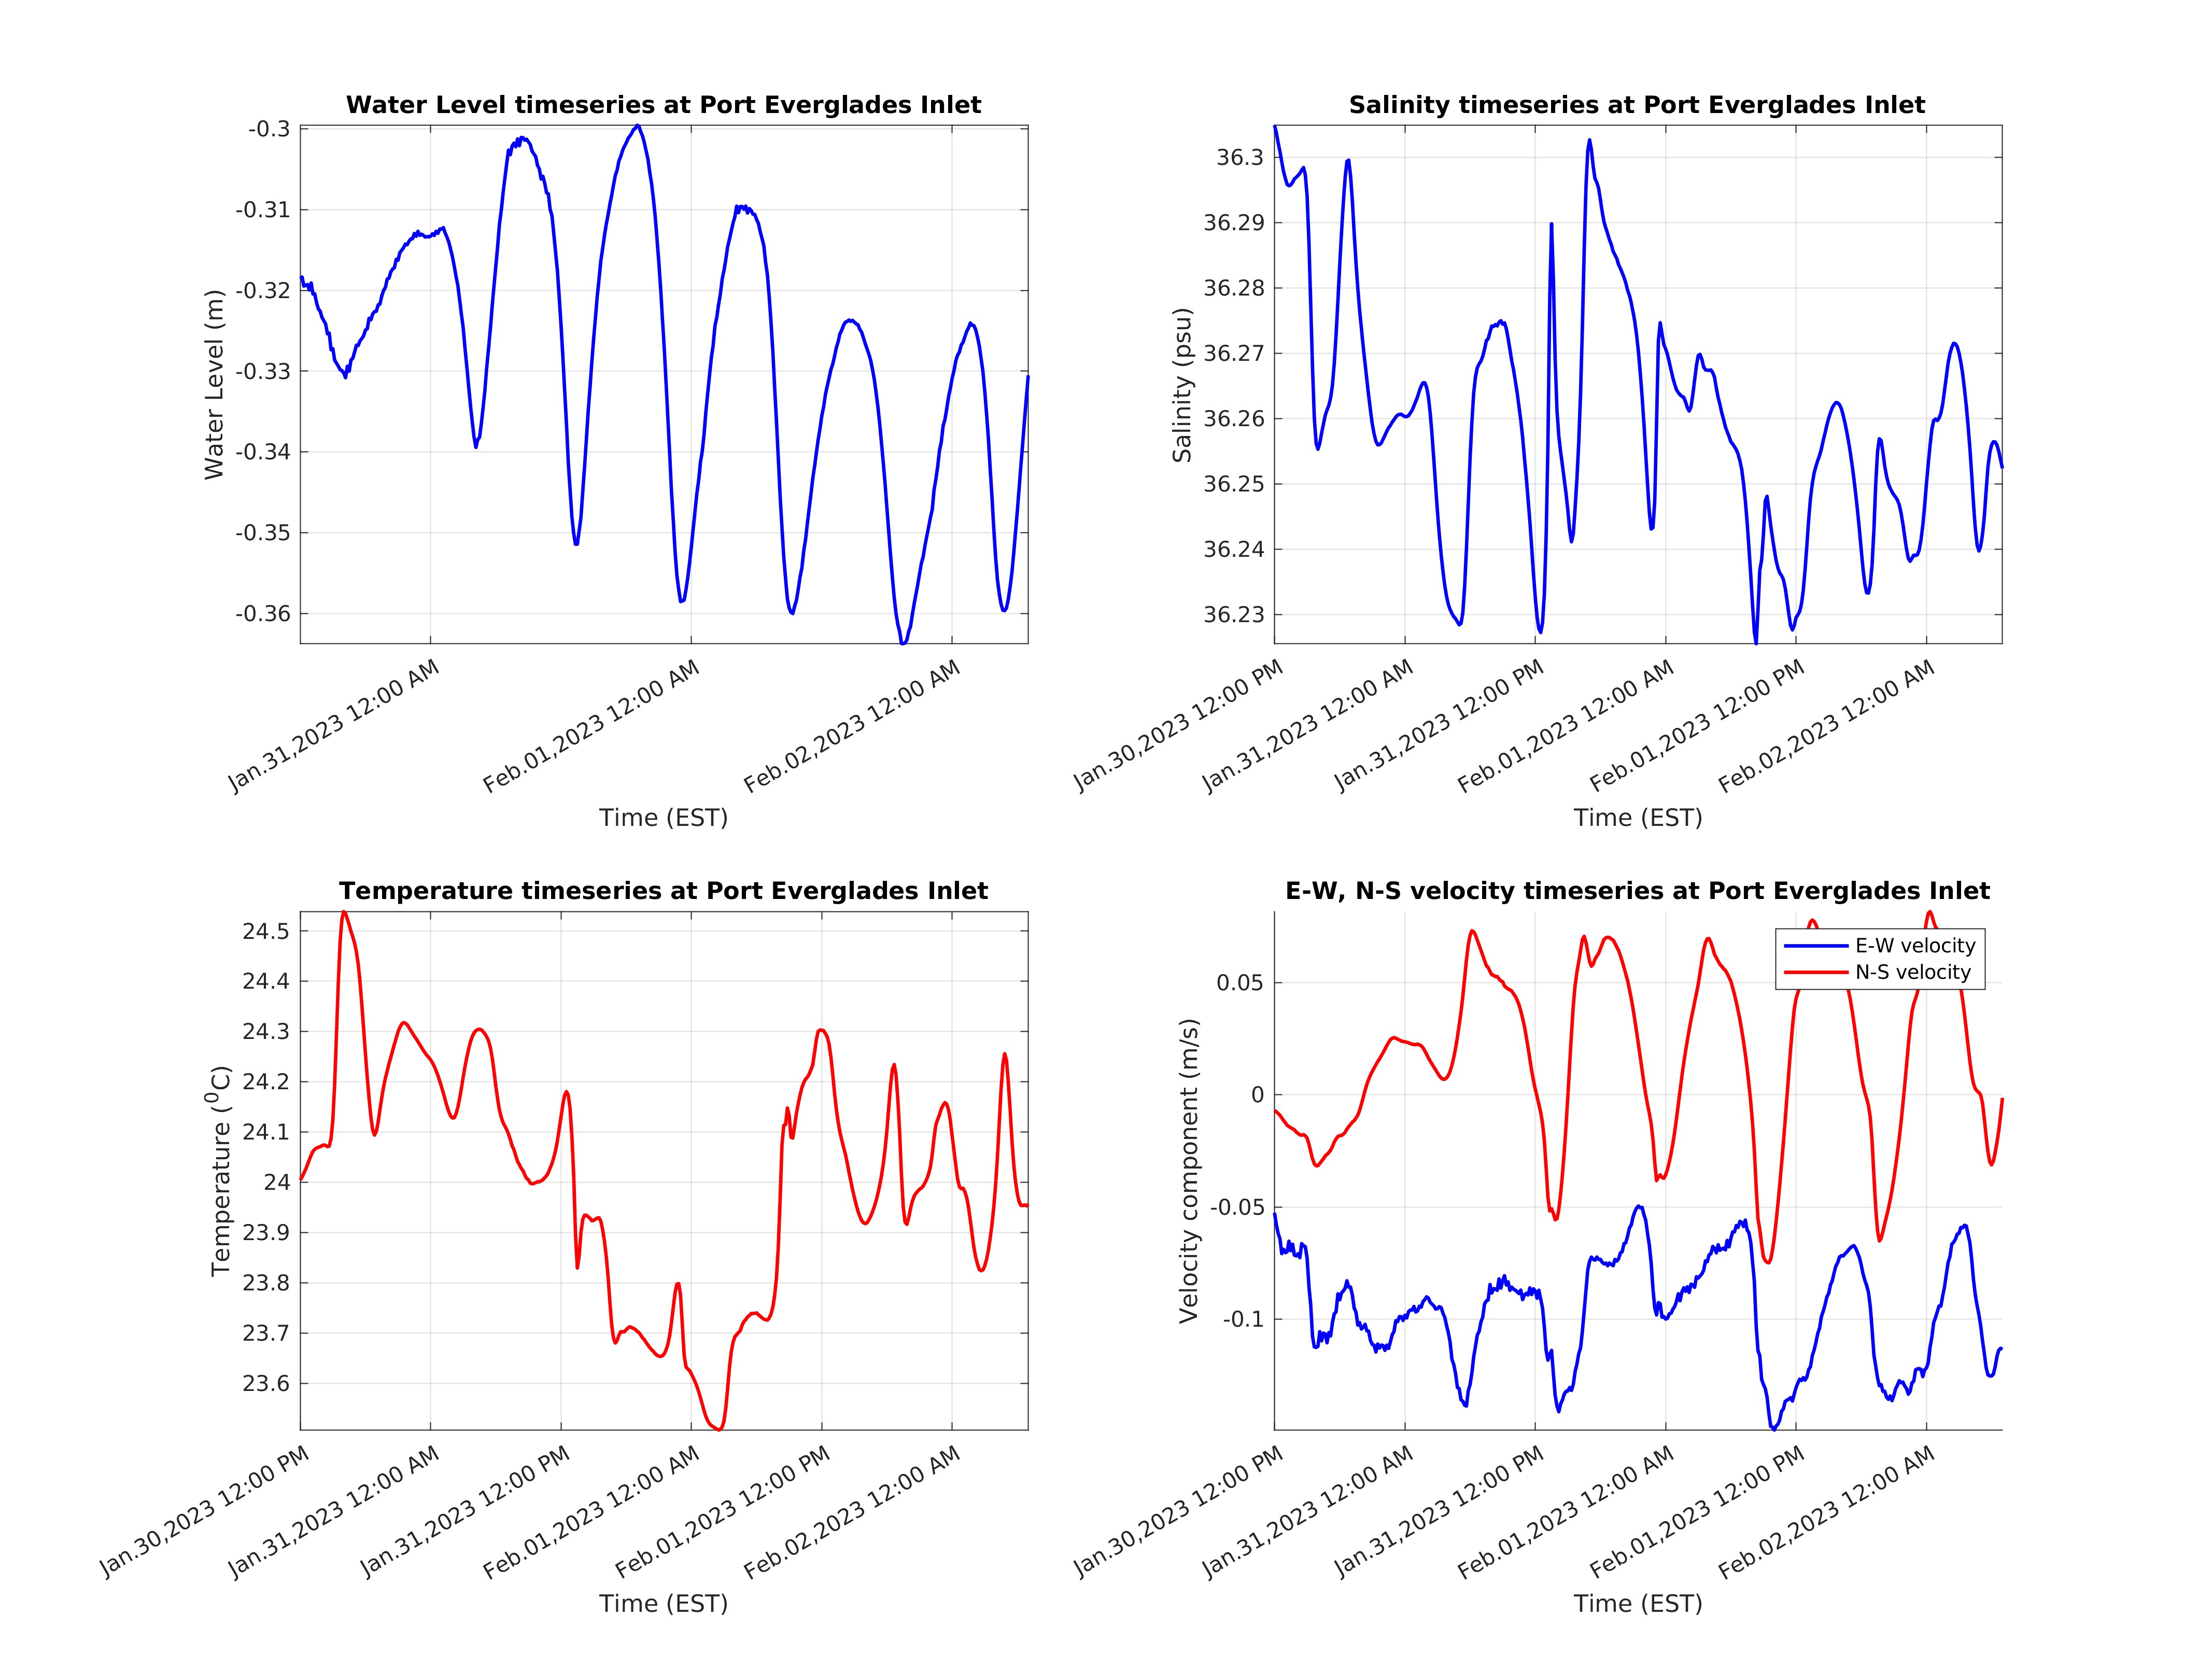 Water Level timeseries at Port Everglades Inlet
Water Level (m)
-0.3
-0.31
-0.32
-0.33
-0.34
-0.35
-0.36
Jan.31,2023 12:00 AM
Feb.01,2023 12:00 AM
Feb.02,2023 12:00 AM
Time (EST)
Salinity timeseries at Port Everglades Inlet
Salinity (psu)
36.3
36.29
36.28
36.27
36.26
36.25
36.24
36.23
Jan.30,2023 12:00 PM
Jan.31,2023 12:00 AM
Jan.31,2023 12:00 PM
Feb.01,2023 12:00 AM
Feb.01,2023 12:00 PM
Feb.02,2023 12:00 AM
Time (EST)
Temperature timeseries at Port Everglades Inlet
Temperature (⁰C)
24.5
24.4
24.3
24.2
24.1
24
23.9
23.8
23.7
23.6
Jan.30,2023 12:00 PM
Jan.31,2023 12:00 AM
Jan.31,2023 12:00 PM
Feb.01,2023 12:00 AM
Feb.01,2023 12:00 PM
Feb.02,2023 12:00 AM
Time (EST)
E-W, N-S velocity timeseries at Port Everglades Inlet
Velocity component (m/s)
0.05
0
-0.05
-0.1
E-W velocity
N-S velocity
Jan.30,2023 12:00 PM
Jan.31,2023 12:00 AM
Jan.31,2023 12:00 PM
Feb.01,2023 12:00 AM
Feb.01,2023 12:00 PM
Feb.02,2023 12:00 AM
Time (EST)